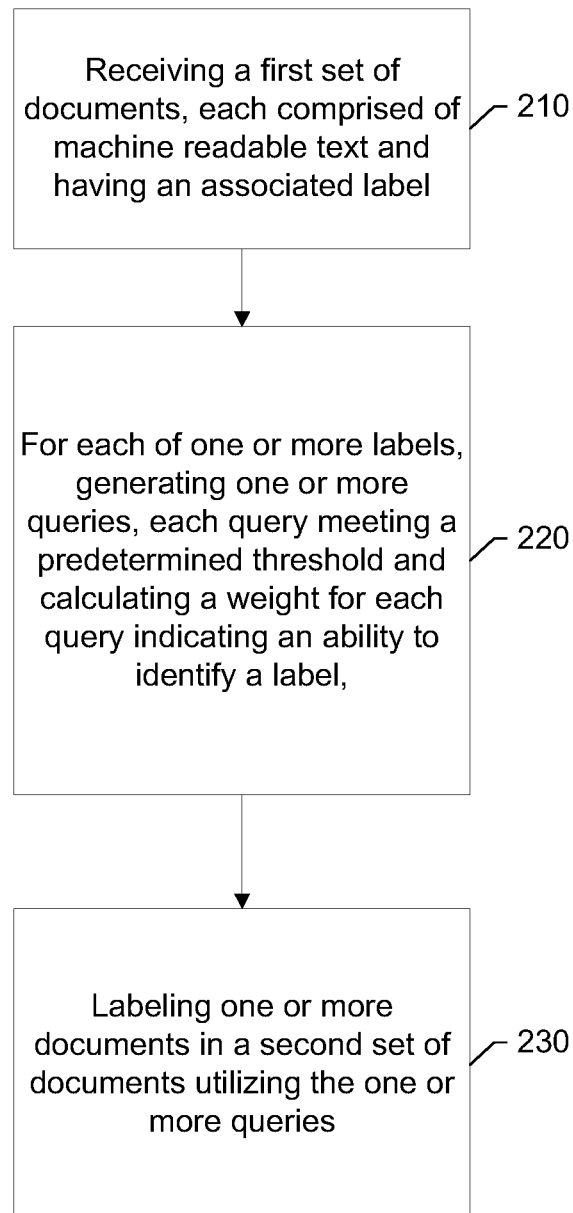 Receiving a first set of
documents, each comprised of
machine readable text and
having an associated label
210
For each of one or more labels,
generating one or more
queries, each query meeting a
predetermined threshold and
calculating a weight for each
query indicating an ability to
identify a label,
220
Labeling one or more
documents in a second set of
documents utilizing the one or
more queries
230